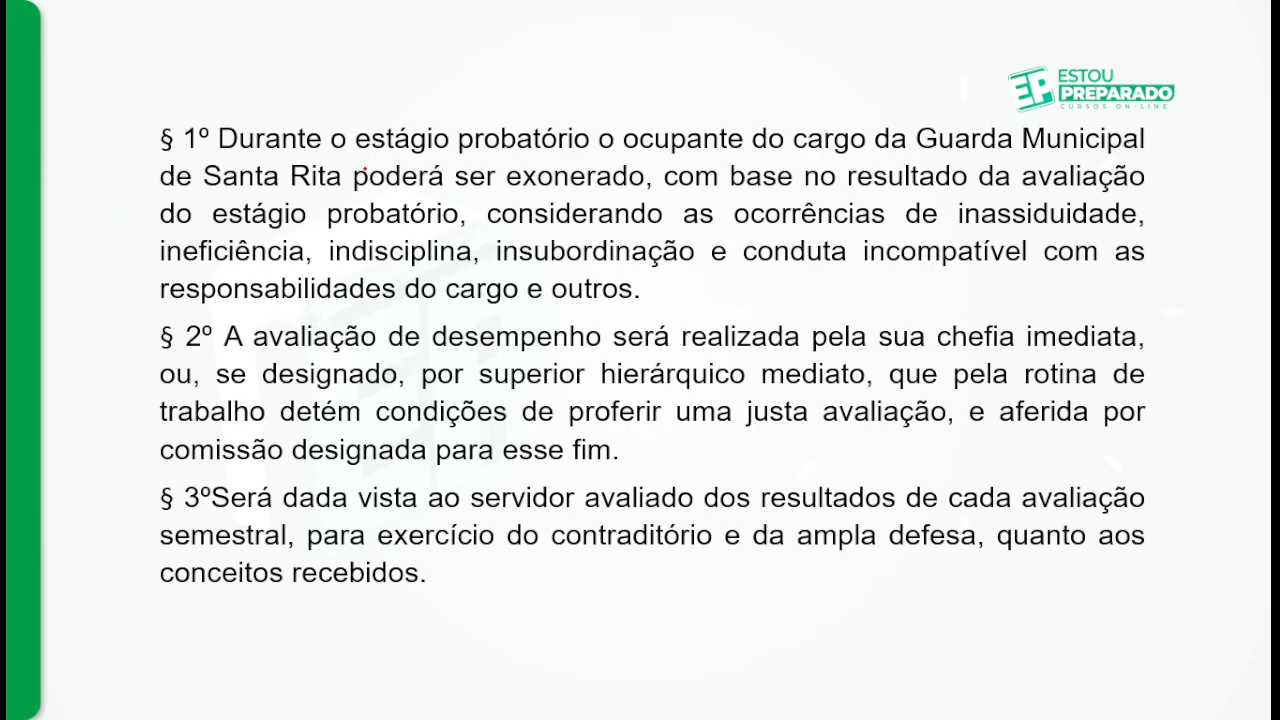 EP ESTOU
PREPARADO
CURSOS ON-LINE
§ 1º Durante o estágio probatório o ocupante do cargo da Guarda Municipal
de Santa Rita poderá ser exonerado, com base no resultado da avaliação
do estágio probatório, considerando as ocorrências de inassiduidade,
ineficiência, indisciplina, insubordinação e conduta incompatível com as
responsabilidades do cargo e outros.
§ 2º A avaliação de desempenho será realizada pela sua chefia imediata,
ou, se designado, por superior hierárquico mediato, que pela rotina de
trabalho detém condições de proferir uma justa avaliação, e aferida por
comissão designada para esse fim.
§ 3ºSerá dada vista ao servidor avaliado dos resultados de cada avaliação
semestral, para exercício do contraditório e da ampla defesa, quanto aos
conceitos recebidos.